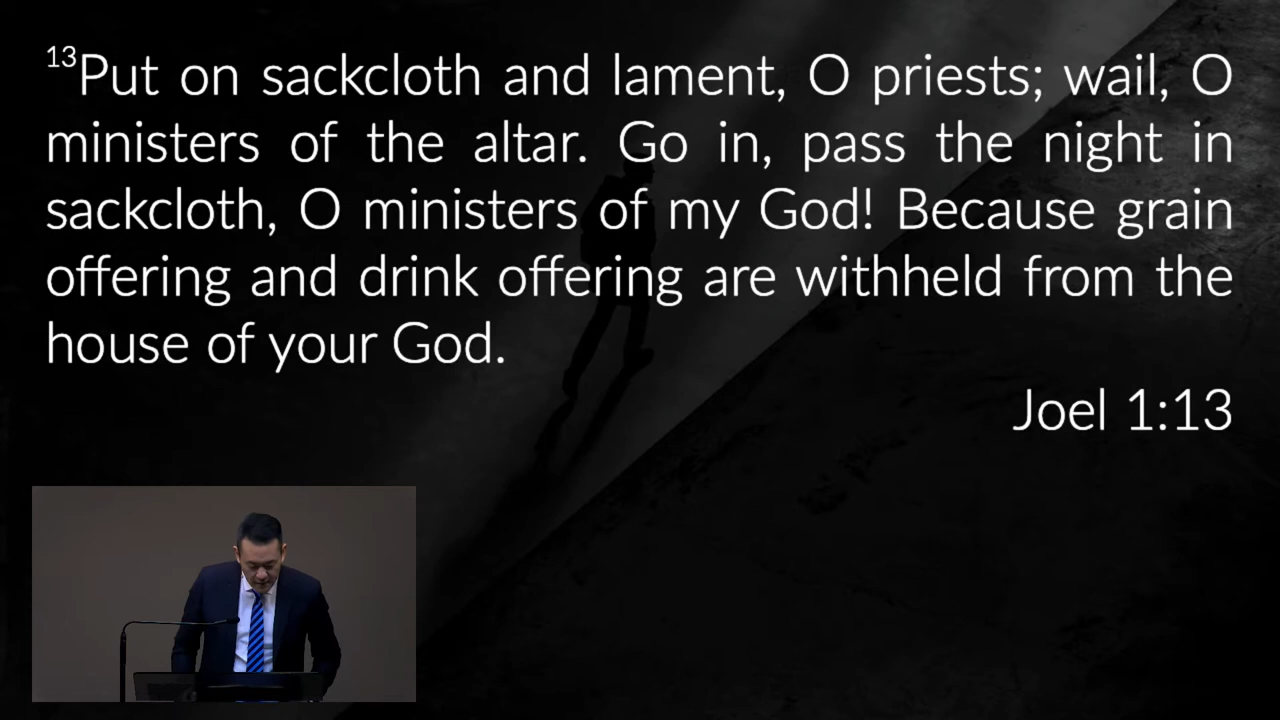 13Put on sackcloth and lament, O priests; wail, O
ministers of the altar. Go in, pass the night in
sackcloth, O ministers of my God! Because grain
offering and drink offering are withheld from the
house of your God.
Joel 1:13